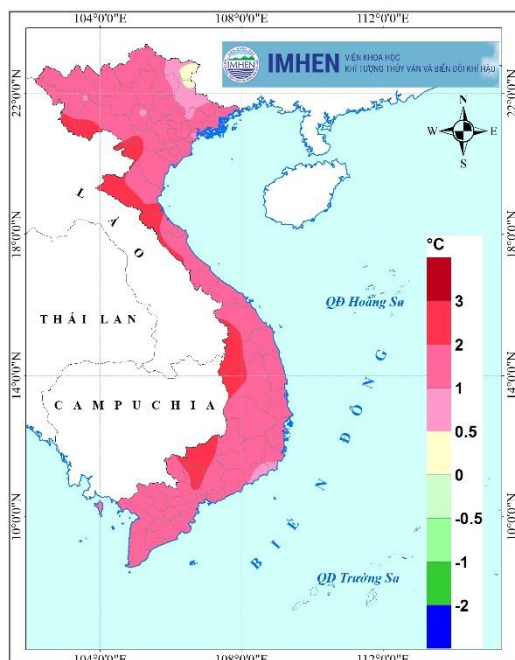 104°0'0"E
108°0'0"E
112°0'0"E
IMHEN
VIỆN KHOA HỌC
KHÍ TƯỢNG THỦY VĂN VÀ BIẾN ĐỔI KHÍ HẬU
22°0'0"N
22°0'0"N
N
W
E
S
LÀO
18°0'0"N
18°0'0"N
°C
QĐ Hoàng Sa
THÁI LAN
3
2
14°0'0"N
14°0'0"N
CAMPUCHIA
1
0.5
BIỂN ĐÔNG
0
10°0'0"N
10°0'0"N
-0.5
-1
QĐ Trường Sa
-2
104°0'0"E
108°0'0"E
112°0'0"E